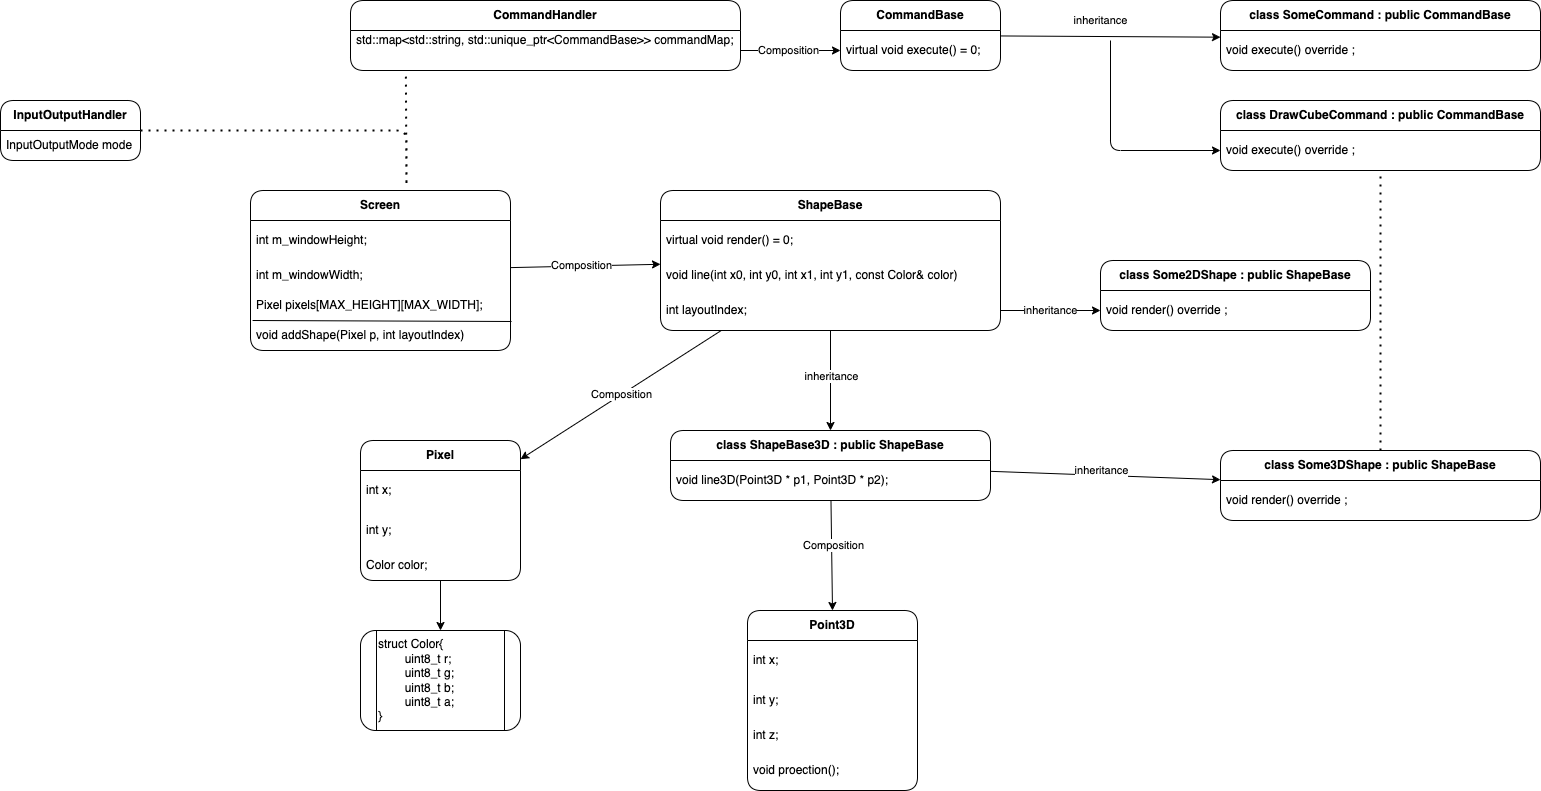 CommandHandler
std::map<std::string, std::unique_ptr<CommandBase>> commandMap;
Composition
CommandBase
virtual void execute() = 0;
inheritance
class SomeCommand : public CommandBase
void execute() override ;
InputOutputHandler
InputOutputMode mode
class DrawCubeCommand : public CommandBase
void execute() override ;
Screen
int m_windowHeight;
int m_windowWidth;
Pixel pixels[MAX_HEIGHT][MAX_WIDTH];
void addShape(Pixel p, int layoutIndex)
Composition
ShapeBase
virtual void render() = 0;
void line(int x0, int y0, int x1, int y1, const Color& color)
int layoutIndex;
inheritance
class Some2DShape : public ShapeBase
void render() override ;
Composition
inheritance
Pixel
int x;
int y;
Color color;
class ShapeBase3D : public ShapeBase
void line3D(Point3D * p1, Point3D * p2);
inheritance
class Some3DShape : public ShapeBase
void render() override ;
Composition
struct Color{
uint8_t r;
uint8_t g;
uint8_t b;
uint8_t a;
}
Point3D
int x;
int y;
int z;
void proection();